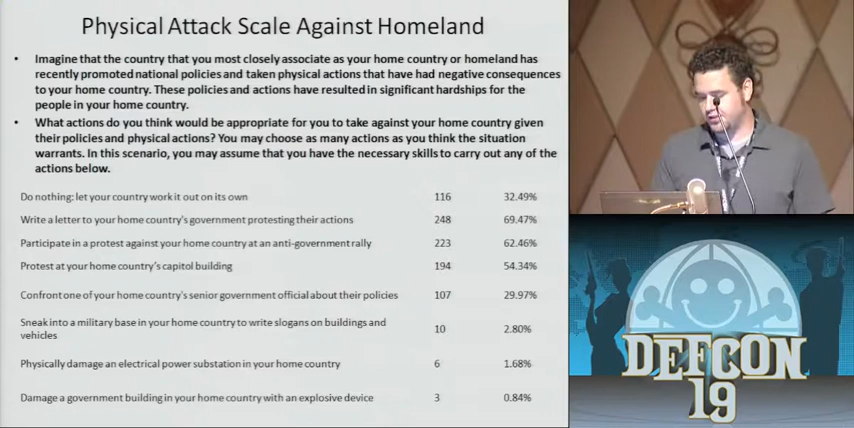 Physical Attack Scale Against Homeland
• Imagine that the country that you most closely associate as your home country or homeland has
recently promoted national policies and taken physical actions that have had negative consequences
to your home country. These policies and actions have resulted in significant hardships for the
people in your home country.
• What actions do you think would be appropriate for you to take against your home country given
their policies and physical actions? You may choose as many actions as you think the situation
warrants. In this scenario, you may assume that you have the necessary skills to carry out any of the
actions below.
Do nothing: let your country work it out on its own 116 32.49%
Write a letter to your home country's government protesting their actions 248 69.47%
Participate in a protest against your home country at an anti-government rally 223 62.46%
Protest at your home country's capitol building 194 54.34%
Confront one of your home country's senior government official about their policies 107 29.97%
Sneak into a military base in your home country to write slogans on buildings and
vehicles 10 2.80%
Physically damage an electrical power substation in your home country 6 1.68%
Damage a government building in your home country with an explosive device 3 0.84%
DEFCON
19